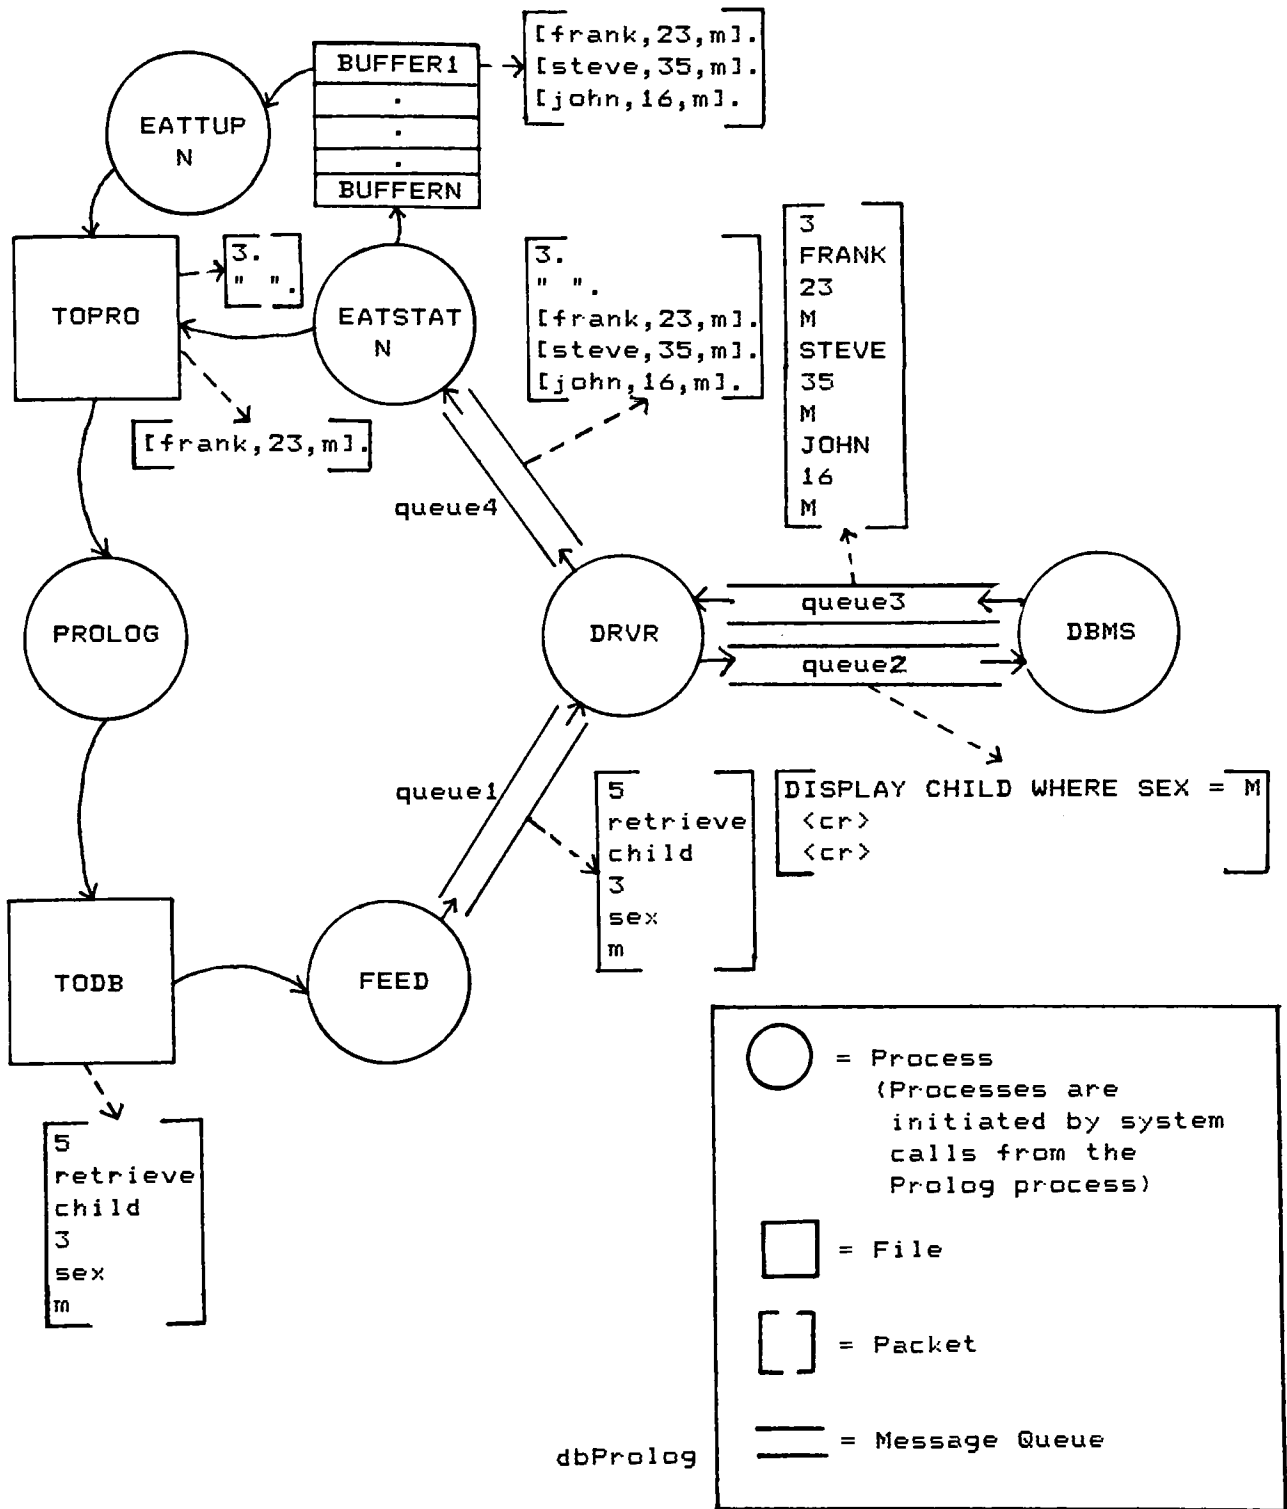 [frank,23,m].
[steve,35,m].
[john,16,m].
BUFFER1
.
.
.
BUFFERN
EATTUP
N
3.
" ".
TOPRO
EATSTAT
N
3.
" ".
[frank,23,m].
[steve,35,m].
[john,16,m].
3
FRANK
23
M
STEVE
35
M
JOHN
16
M
[frank,23,m].
queue4
PROLOG
DRVR
queue3
queue2
DBMS
queue1
5
retrieve
child
3
sex
m
DISPLAY CHILD WHERE SEX = M
<cr>
<cr>
TODB
FEED
5
retrieve
child
3
sex
m
= Process
(Processes are
initiated by system
calls from the
Prolog process)
= File
= Packet
= Message Queue
dbProlog